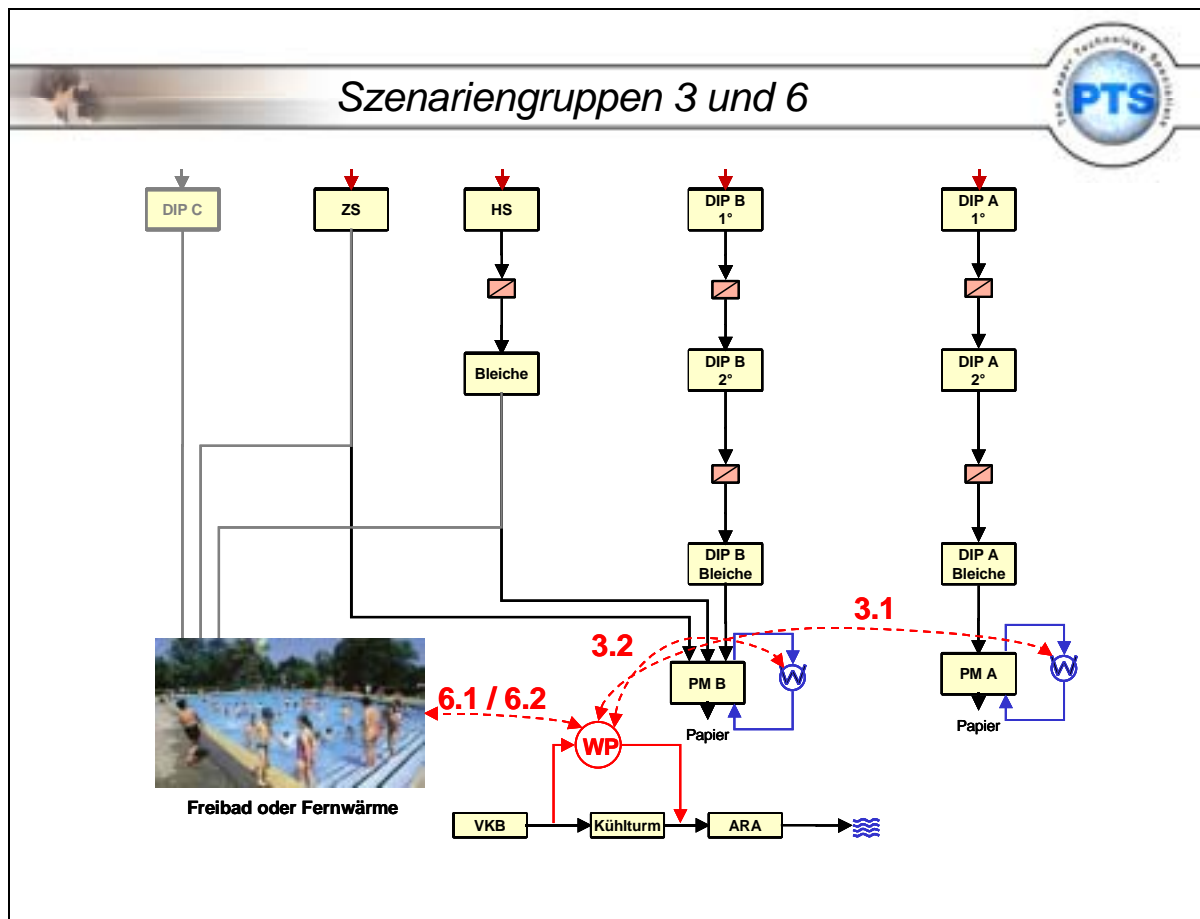 Szenariengruppen 3 und 6
The Paper Technology Specialists
PTS
DIP C
ZS
HS
DIP B
1°
DIP A
1°
Bleiche
DIP B
2°
DIP A
2°
DIP B
Bleiche
DIP A
Bleiche
3.1
3.2
PM B
W
PM A
W
6.1 / 6.2
WP
Papier
Papier
Freibad oder Fernwärme
VKB
Kühlturm
ARA